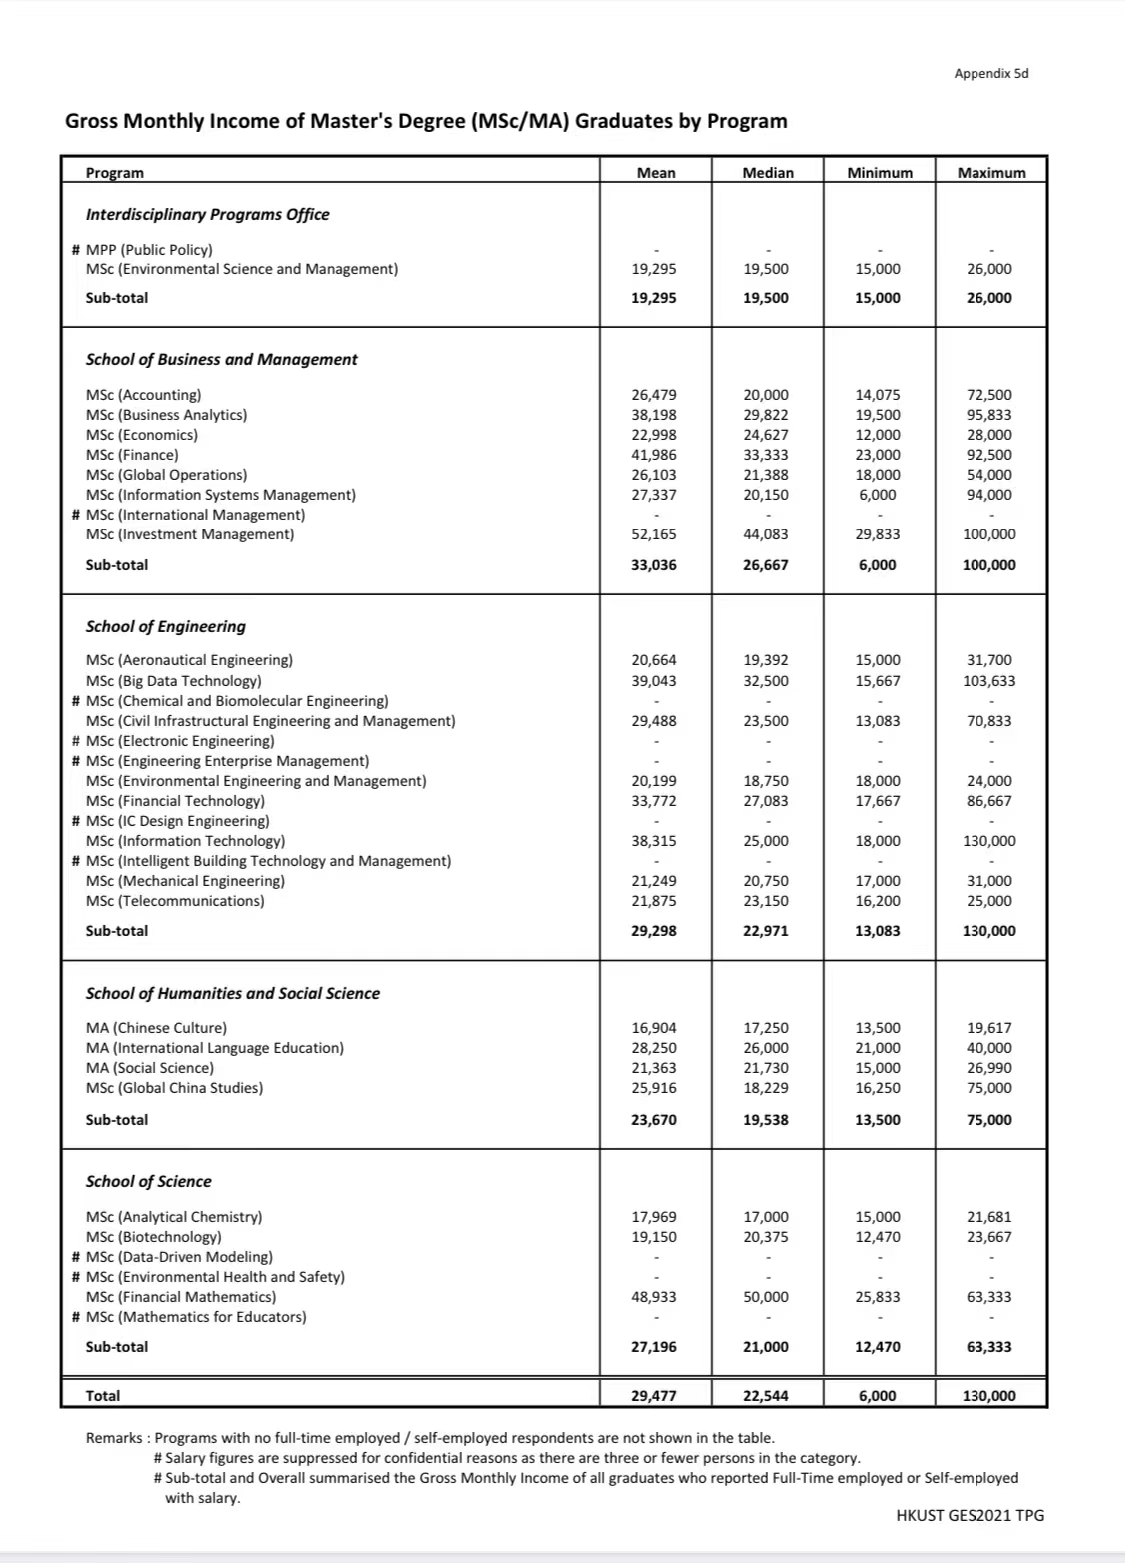 Appendix 5d
Gross Monthly Income of Master's Degree (MSc/MA) Graduates by Program
Program Mean Median Minimum Maximum
Interdisciplinary Programs Office
# MPP (Public Policy) - - - -
MSc (Environmental Science and Management) 19,295 19,500 15,000 26,000
Sub-total 19,295 19,500 15,000 26,000
School of Business and Management
MSc (Accounting) 26,479 20,000 14,075 72,500
MSc (Business Analytics) 38,198 29,822 19,500 95,833
MSc (Economics) 22,998 24,627 12,000 28,000
MSc (Finance) 41,986 33,333 23,000 92,500
MSc (Global Operations) 26,103 21,388 18,000 54,000
MSc (Information Systems Management) 27,337 20,150 6,000 94,000
# MSc (International Management) - - - -
MSc (Investment Management) 52,165 44,083 29,833 100,000
Sub-total 33,036 26,667 6,000 100,000
School of Engineering
MSc (Aeronautical Engineering) 20,664 19,392 15,000 31,700
MSc (Big Data Technology) 39,043 32,500 15,667 103,633
# MSc (Chemical and Biomolecular Engineering) - - - -
MSc (Civil Infrastructural Engineering and Management) 29,488 23,500 13,083 70,833
# MSc (Electronic Engineering) - - - -
# MSc (Engineering Enterprise Management) - - - -
MSc (Environmental Engineering and Management) 20,199 18,750 18,000 24,000
MSc (Financial Technology) 33,772 27,083 17,667 86,667
# MSc (IC Design Engineering) - - - -
MSc (Information Technology) 38,315 25,000 18,000 130,000
# MSc (Intelligent Building Technology and Management) - - - -
MSc (Mechanical Engineering) 21,249 20,750 17,000 31,000
MSc (Telecommunications) 21,875 23,150 16,200 25,000
Sub-total 29,298 22,971 13,083 130,000
School of Humanities and Social Science
MA (Chinese Culture) 16,904 17,250 13,500 19,617
MA (International Language Education) 28,250 26,000 21,000 40,000
MA (Social Science) 21,363 21,730 15,000 26,990
MSc (Global China Studies) 25,916 18,229 16,250 75,000
Sub-total 23,670 19,538 13,500 75,000
School of Science
MSc (Analytical Chemistry) 17,969 17,000 15,000 21,681
MSc (Biotechnology) 19,150 20,375 12,470 23,667
# MSc (Data-Driven Modeling) - - - -
# MSc (Environmental Health and Safety) - - - -
MSc (Financial Mathematics) 48,933 50,000 25,833 63,333
# MSc (Mathematics for Educators) - - - -
Sub-total 27,196 21,000 12,470 63,333
Total 29,477 22,544 6,000 130,000
Remarks : Programs with no full-time employed / self-employed respondents are not shown in the table.
# Salary figures are suppressed for confidential reasons as there are three or fewer persons in the category.
# Sub-total and Overall summarised the Gross Monthly Income of all graduates who reported Full-Time employed or Self-employed
with salary.
HKUST GES2021 TPG